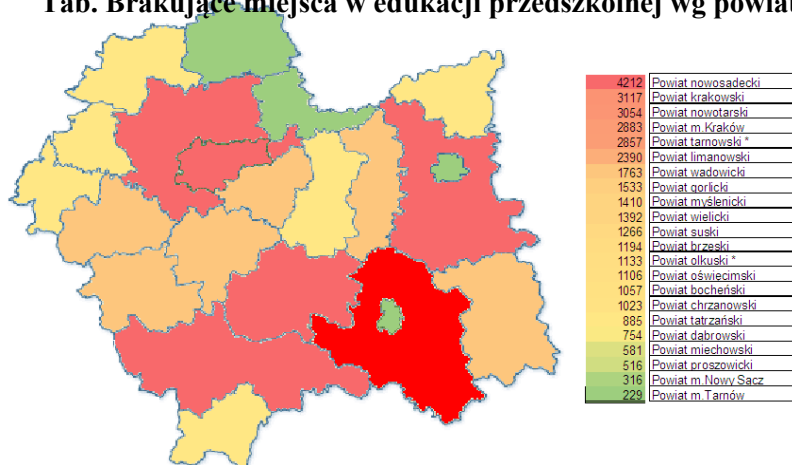 Tab. Brakujące miejsca w edukacji przedszkolnej wg powiat
4212 Powiat nowosadecki
3117 Powiat krakowski
3054 Powiat nowotarski
2883 Powiat m.Kraków
2857 Powiat tarnowski *
2390 Powiat limanowski
1763 Powiat wadowicki
1533 Powiat gorlicki
1410 Powiat myślenicki
1392 Powiat wielicki
1266 Powiat suski
1194 Powiat brzeski
1133 Powiat olkuski *
1106 Powiat oświęcimski
1057 Powiat bocheński
1023 Powiat chrzanowski
885 Powiat tatrzański
754 Powiat dabrowski
581 Powiat miechowski
516 Powiat proszowicki
316 Powiat m.Nowy Sacz
229 Powiat m.Tarnów